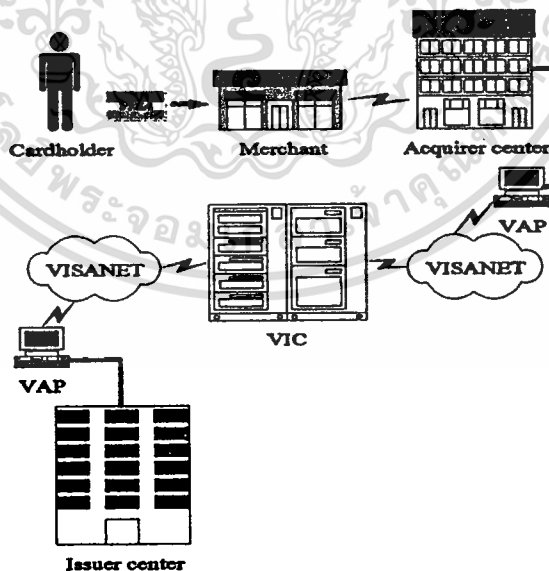 Cardholder
Merchant
Acquirer center
VAP
VISANET
VIC
VISANET
VAP
Issuer center